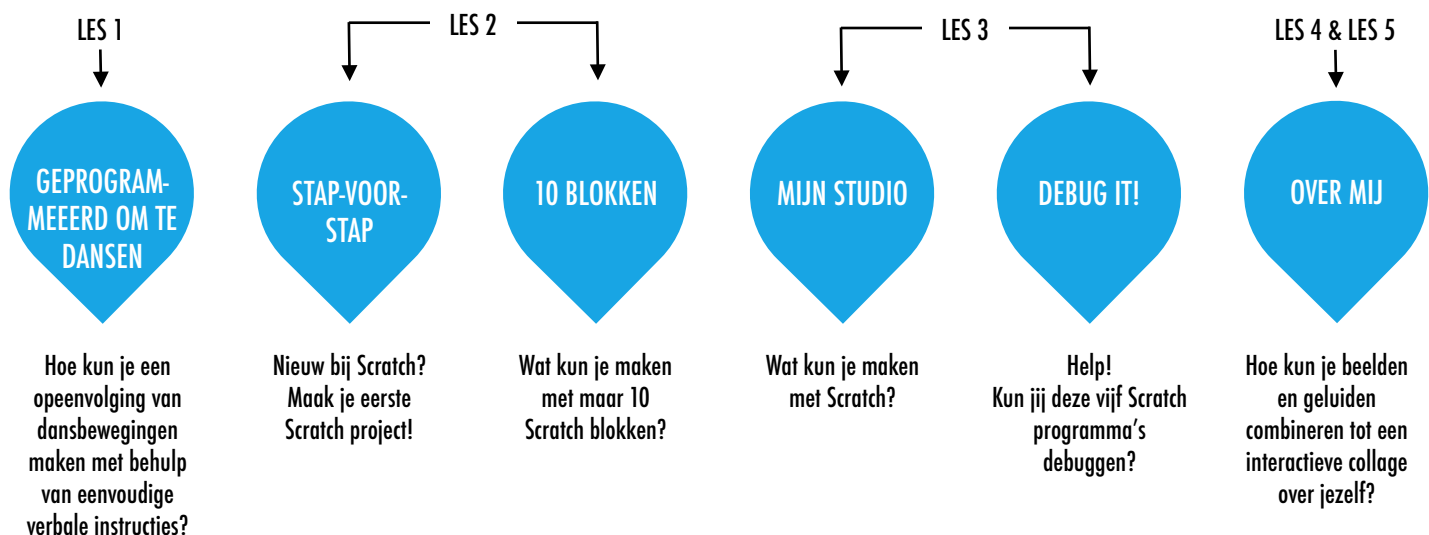 LES 1
GEPROGRAM-
MEEERD OM TE
DANSEN
Hoe kun je een
opeenvolging van
dansbewegingen
maken met behulp
van eenvoudige
verbale instructies?
LES 2
STAP-VOOR-
STAP
Nieuw bij Scratch?
Maak je eerste
Scratch project!
10 BLOKKEN
Wat kun je maken
met maar 10
Scratch blokken?
LES 3
MIJN STUDIO
Wat kun je maken
met Scratch?
DEBUG IT!
Help!
Kun jij deze vijf Scratch
programma's
debuggen?
LES 4 & LES 5
OVER MIJ
Hoe kun je beelden
en geluiden
combineren tot een
interactieve collage
over jezelf?